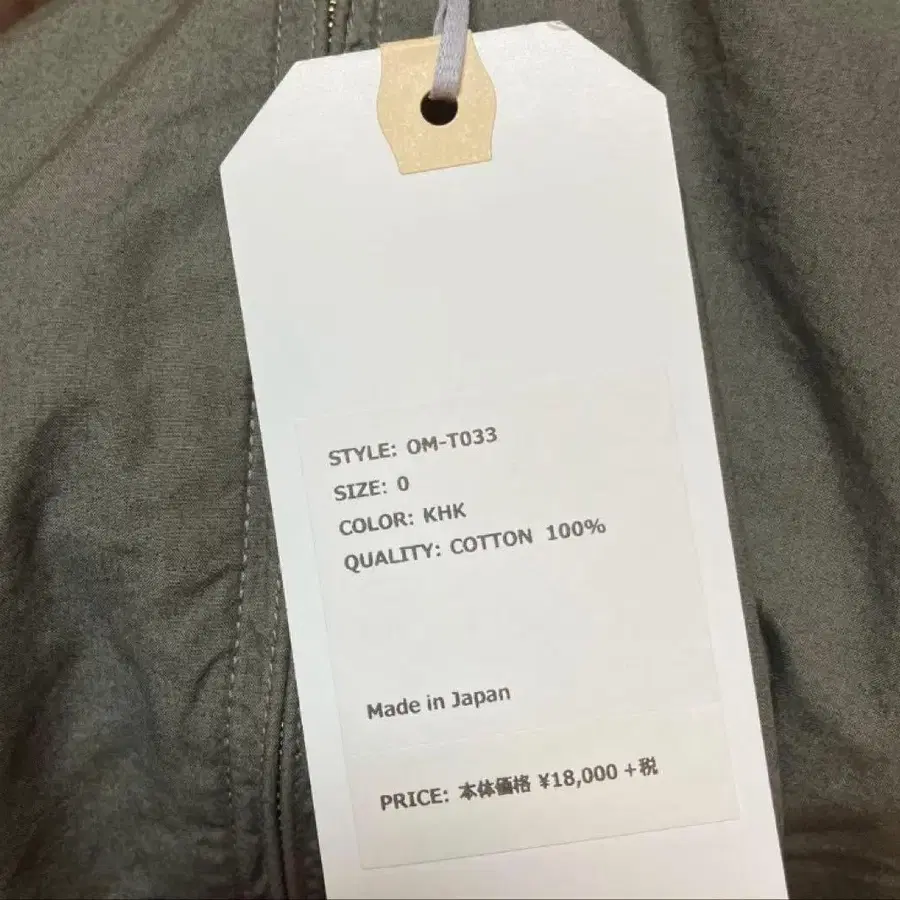 STYLE: OM-T033
SIZE: 0
COLOR: KHK
QUALITY: COTTON 100%
Made in Japan
PRICE: 本体価格 ¥18,000 +税